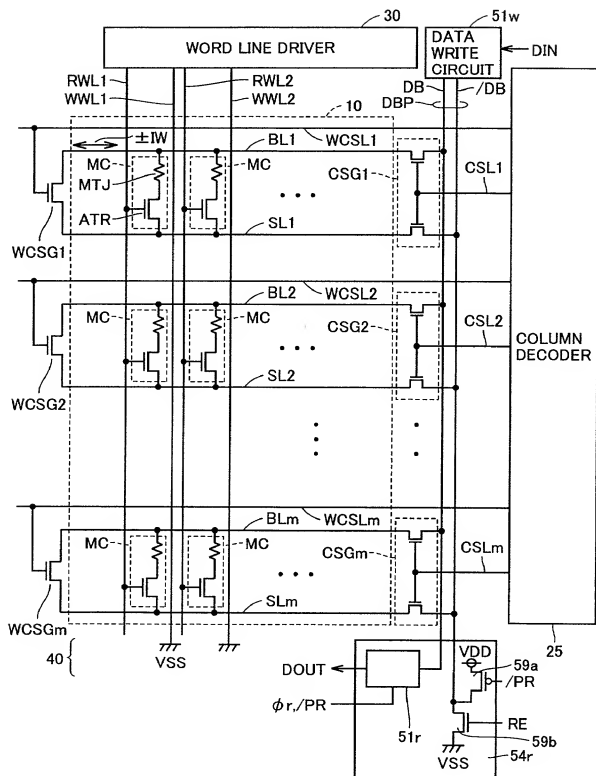 30
WORD LINE DRIVER
51w
DATA WRITE CIRCUIT
DIN
RWL1
WWL1
RWL2
WWL2
DB
/DB
DBP
10
±IW
BL1
WCSL1
MC
MC
CSG1
CSL1
MTJ
ATR
SL1
WCSG1
BL2
WCSL2
MC
MC
CSG2
CSL2
COLUMN DECODER
SL2
WCSG2
BLm
WCSLm
MC
MC
CSGm
CSLm
SLm
WCSGm
40
VSS
25
DOUT
VDD
59a
/PR
φr,/PR
51r
RE
59b
VSS
54r